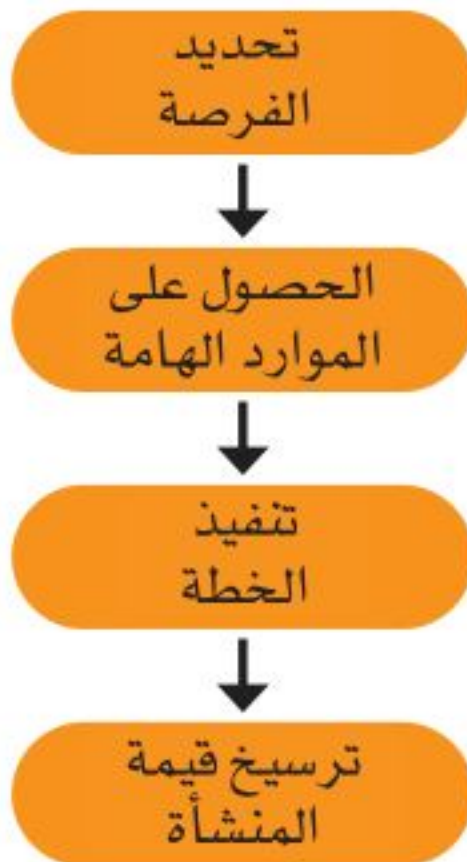 تحديد
الفرصة
الحصول على
الموارد الهامة
تنفيذ
الخطة
ترسيخ قيمة
المنشأة